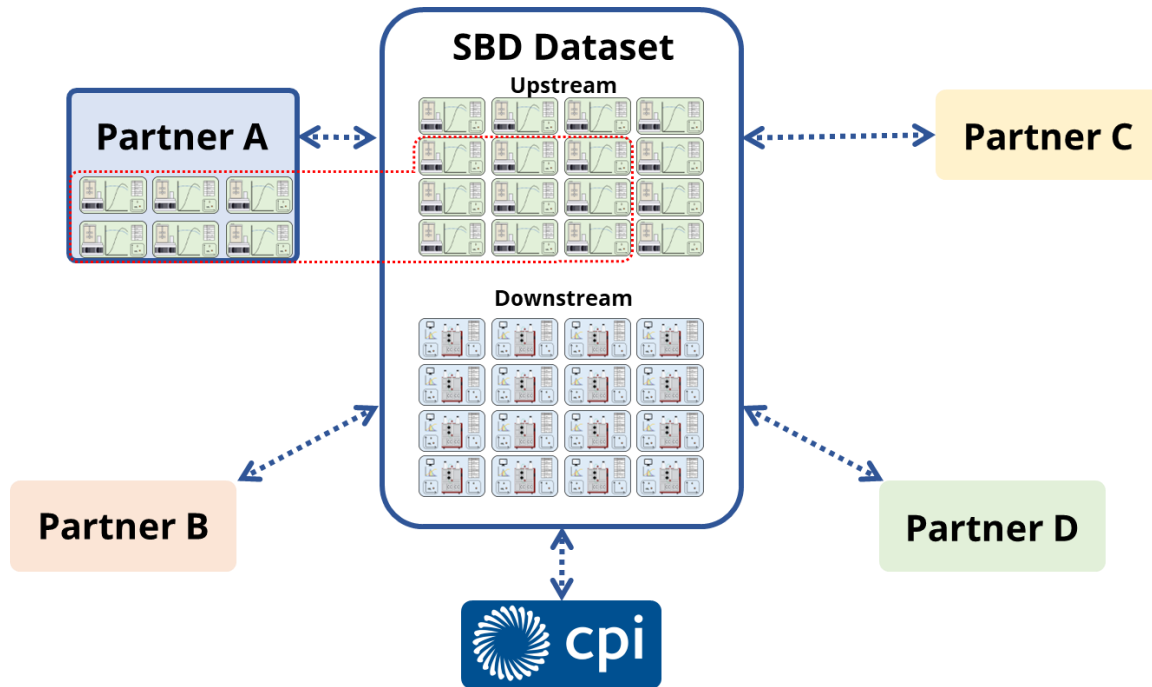 SBD Dataset
Upstream
Partner A
Partner C
Downstream
Partner B
Partner D
cpi